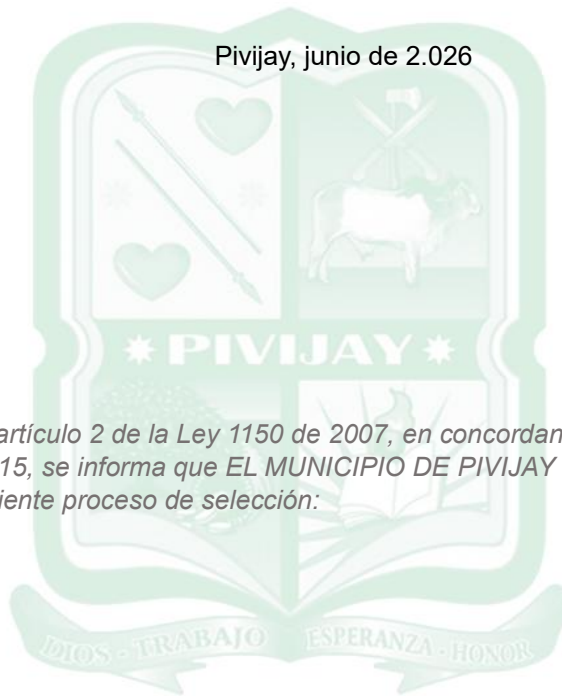 Pivijay, junio de 2.026
* PIVIJAY *
artículo 2 de la Ley 1150 de 2007, en concordan
15, se informa que EL MUNICIPIO DE PIVIJAY
iente proceso de selección:
DIOS - TRABAJO ESPERANZA - HONOR